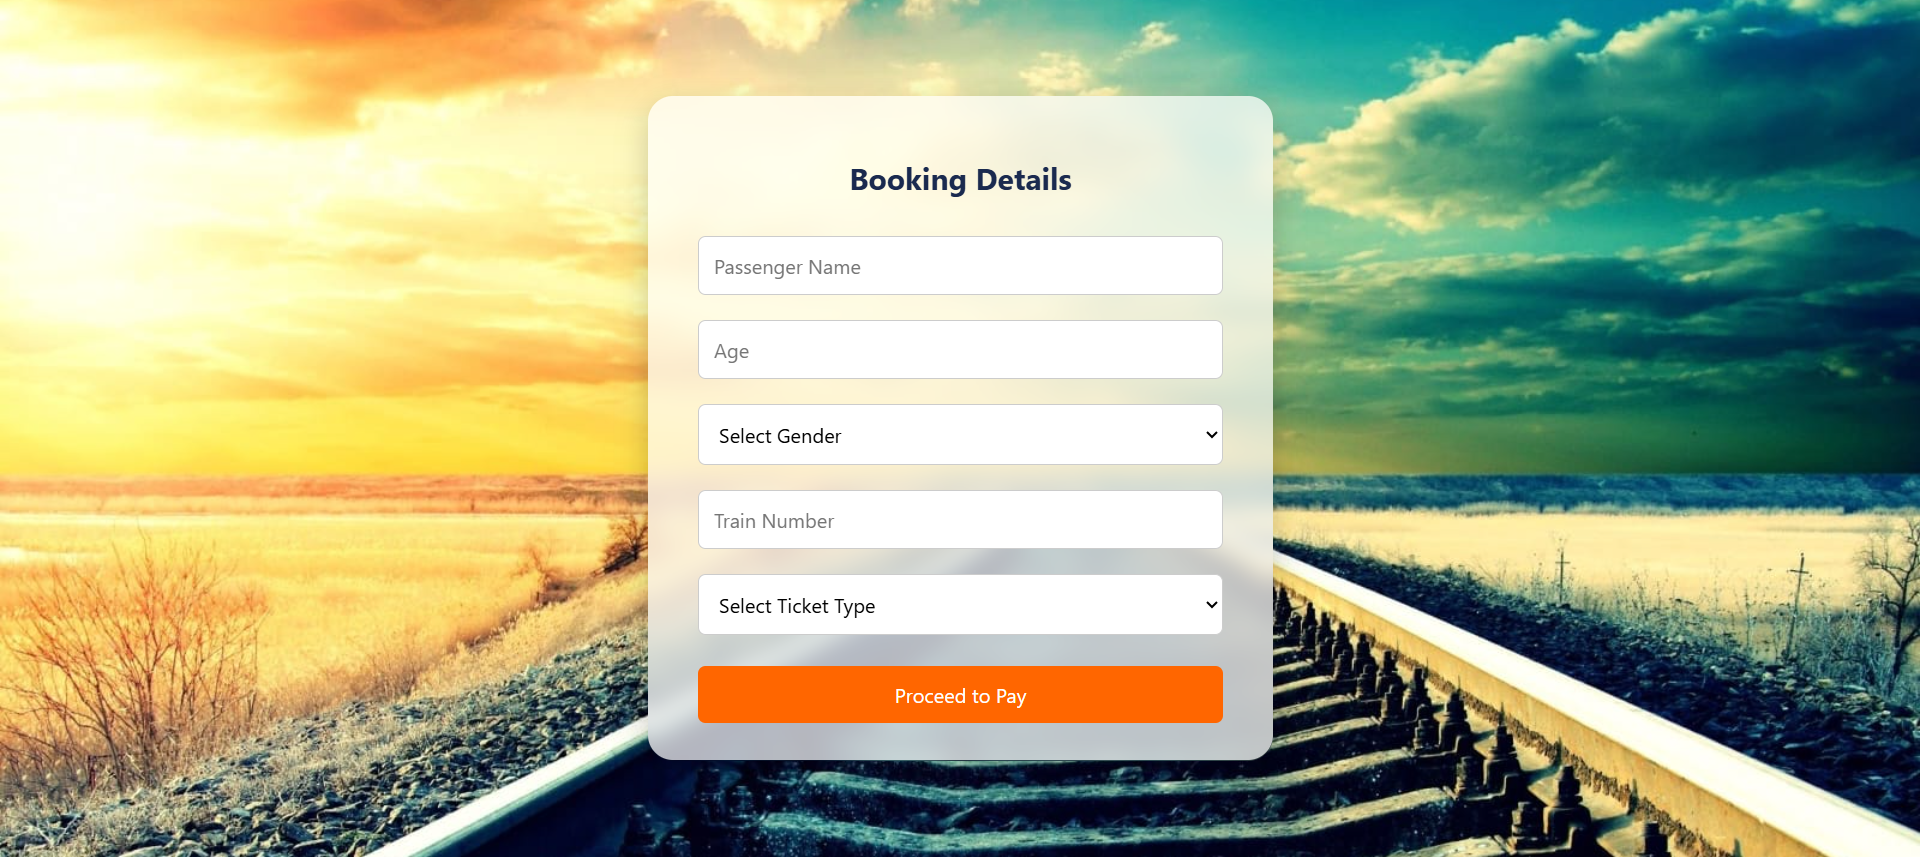 Booking Details
Passenger Name
Age
Select Gender
Train Number
Select Ticket Type
Proceed to Pay